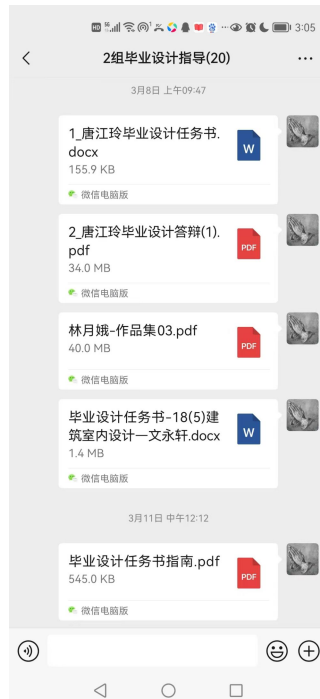 HD 5G 3:05
2组毕业设计指导(20)
3月8日 上午09:47
1_唐江玲毕业设计任务书.
docx
155.9 KB
W
微信电脑版
2_唐江玲毕业设计答辩(1).
pdf
34.0 MB
PDF
微信电脑版
林月娥-作品集03.pdf
40.0 MB
PDF
微信电脑版
毕业设计任务书-18(5)建
筑室内设计一文永轩.docx
1.4 MB
W
微信电脑版
3月11日 中午12:12
毕业设计任务书指南.pdf
545.0 KB
PDF
微信电脑版